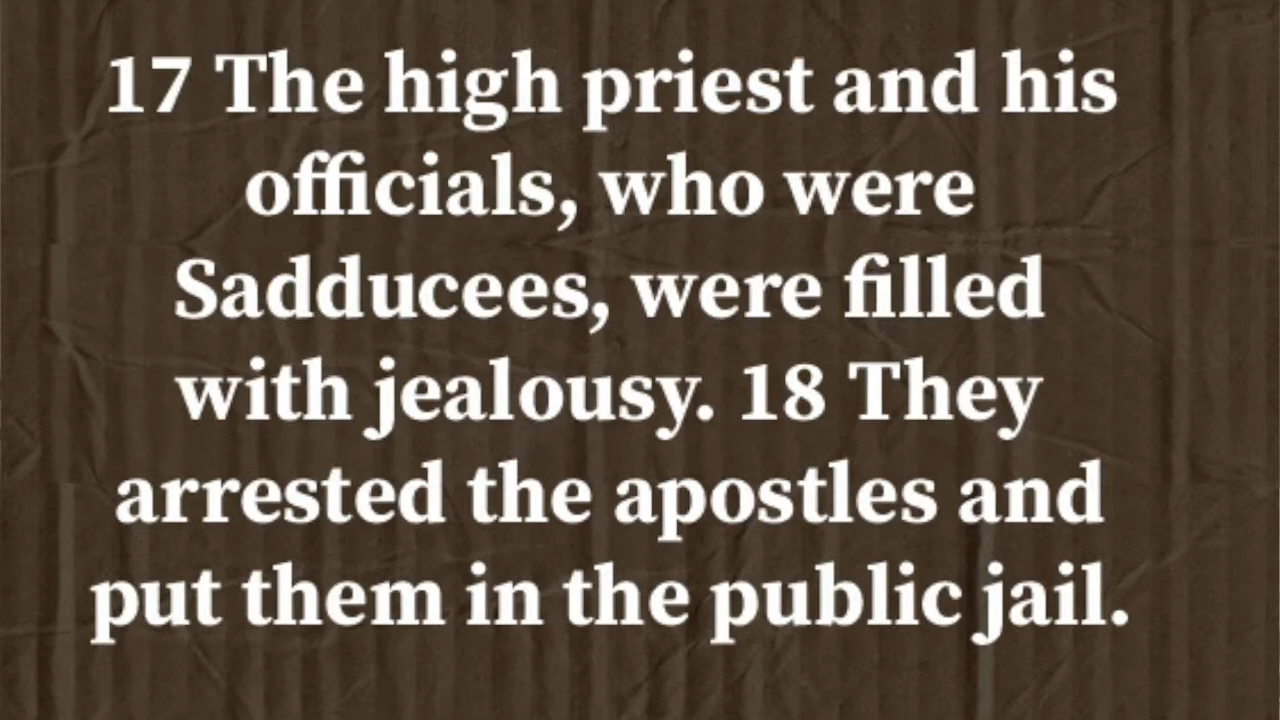 17 The high priest and his
officials, who were
Sadducees, were filled
with jealousy. 18 They
arrested the apostles and
put them in the public jail.